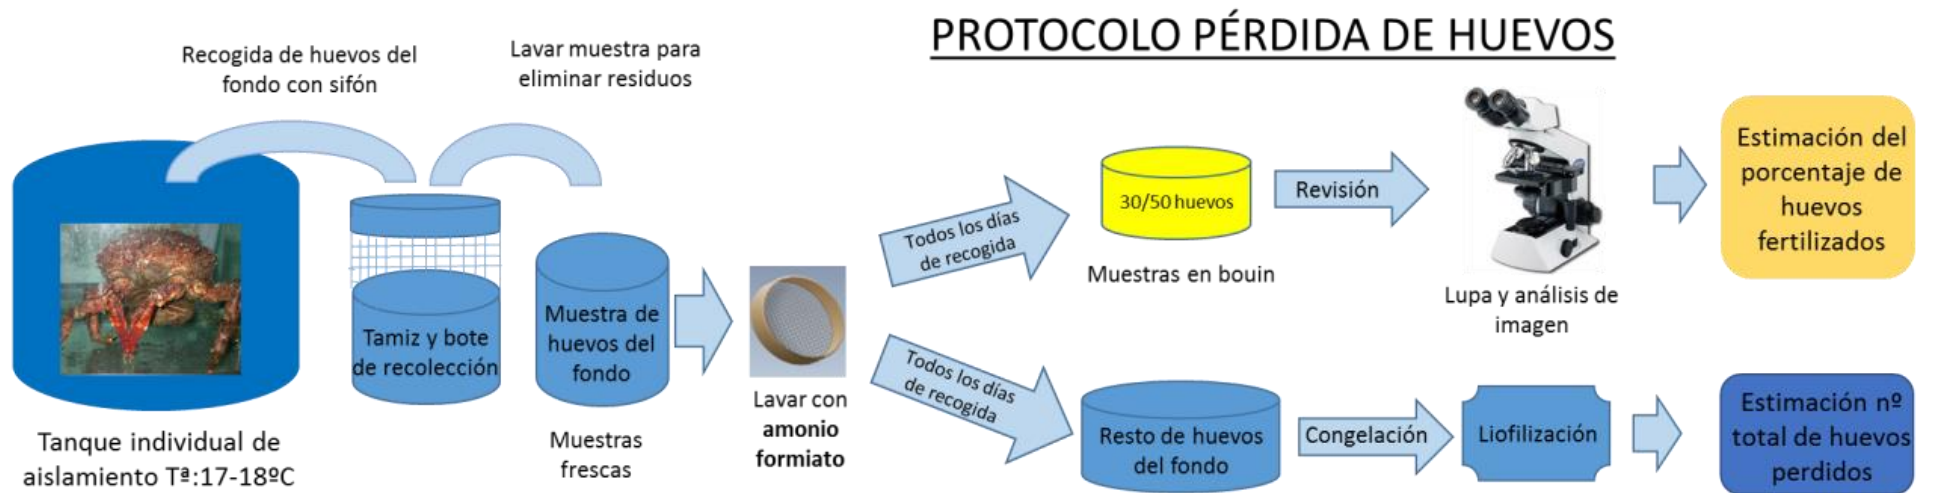 PROTOCOLO PÉRDIDA DE HUEVOS
Recogida de huevos del
fondo con sifón
Lavar muestra para
eliminar residuos
Tanque individual de
aislamiento Tª:17-18ºC
Tamiz y bote
de recolección
Muestra de
huevos del
fondo
Muestras
frescas
Lavar con
amonio
formiato
Todos los días
de recogida
30/50 huevos
Muestras en bouin
Revisión
Lupa y análisis de
imagen
Estimación del
porcentaje de
huevos
fertilizados
Todos los días
de recogida
Resto de huevos
del fondo
Congelación
Liofilización
Estimación nº
total de huevos
perdidos